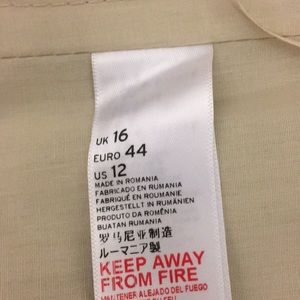 UK 16
EURO 44
US 12
MADE IN ROMANIA
FABRICADO EN RUMANIA
FABRIQUÉ EN ROUMANIE
HERGESTELLT IN RUMÄNIEN
PRODUTO DA ROMÉNIA
BUATAN RUMANIA
罗马尼亚制造
ルーマニア製
KEEP AWAY
FROM FIRE
MANTENER ALEJADO DEL FUEGO